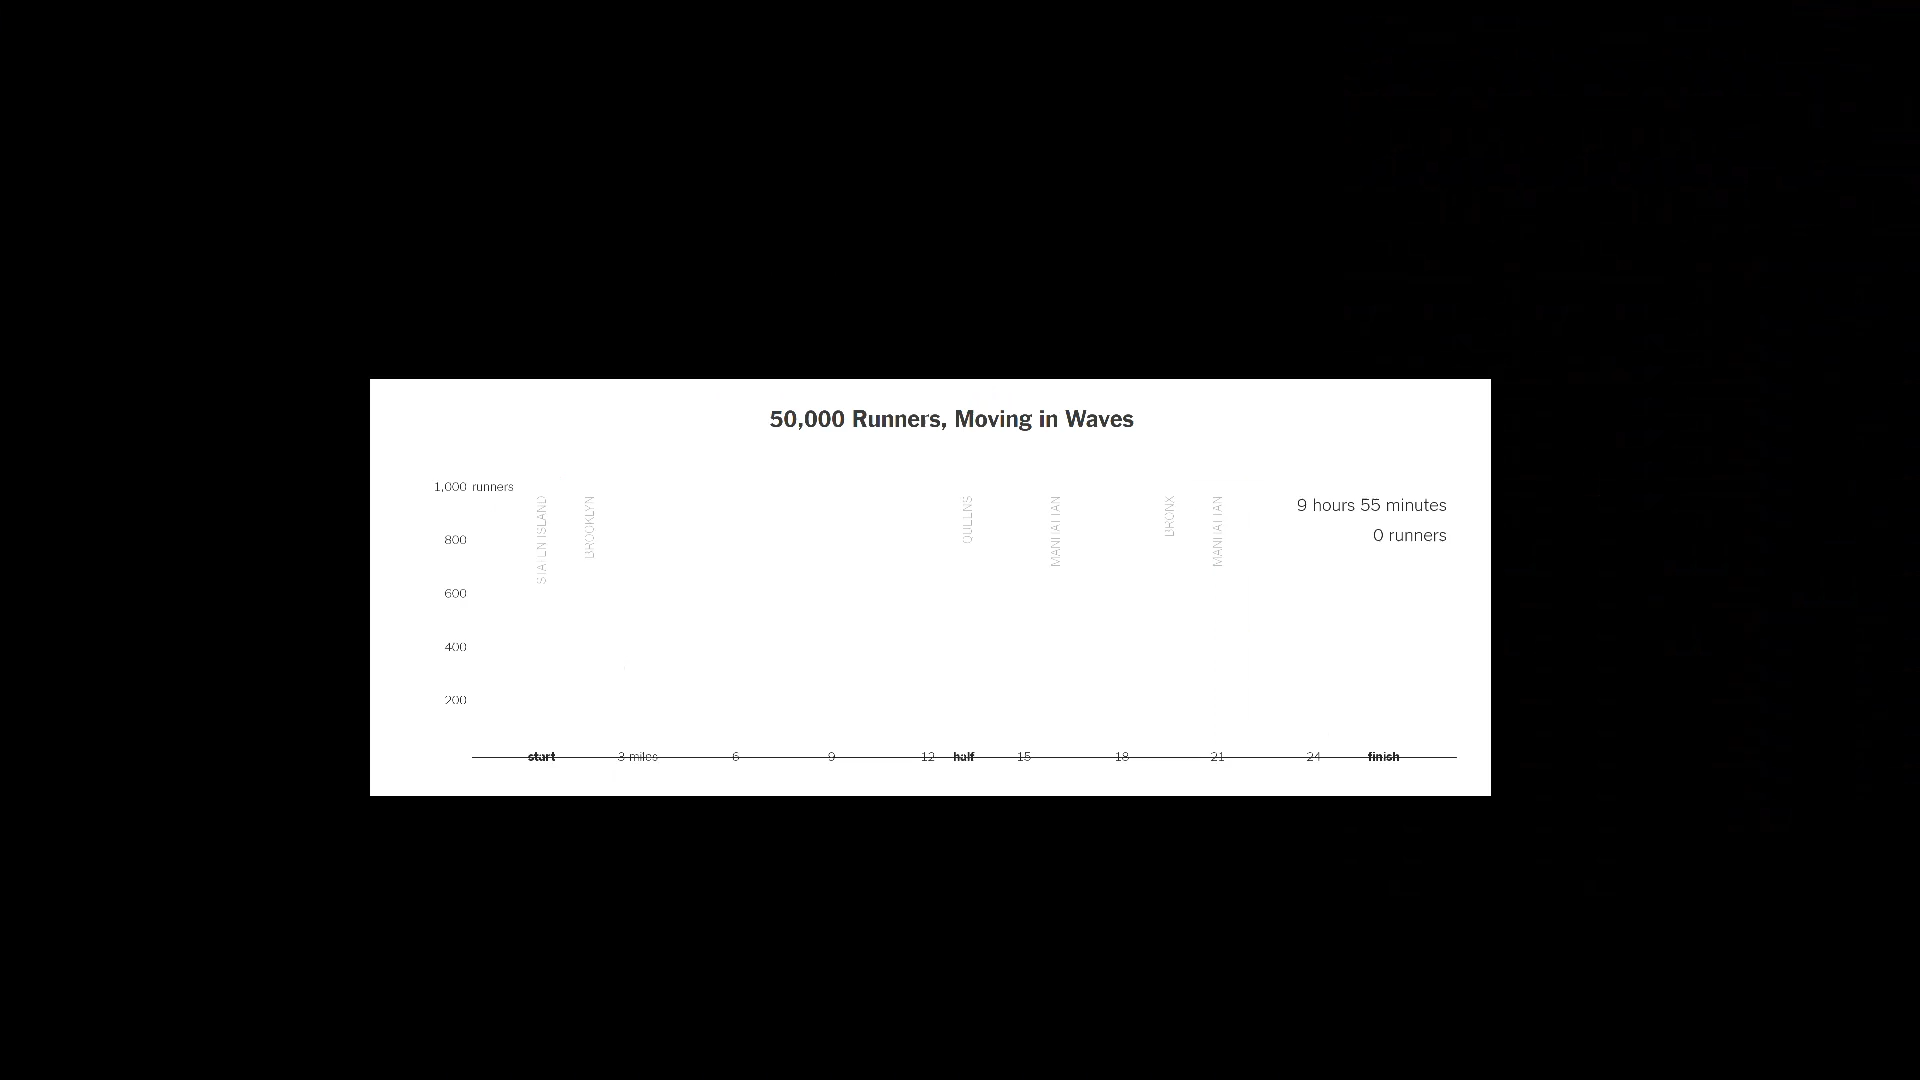 50,000 Runners, Moving in Waves
1,000 runners
800
600
400
200
STATEN ISLAND
BROOKLYN
QUEENS
MANHATTAN
BRONX
MANHATTAN
9 hours 55 minutes
0 runners
start 3 miles 6 9 12 half 15 18 21 24 finish